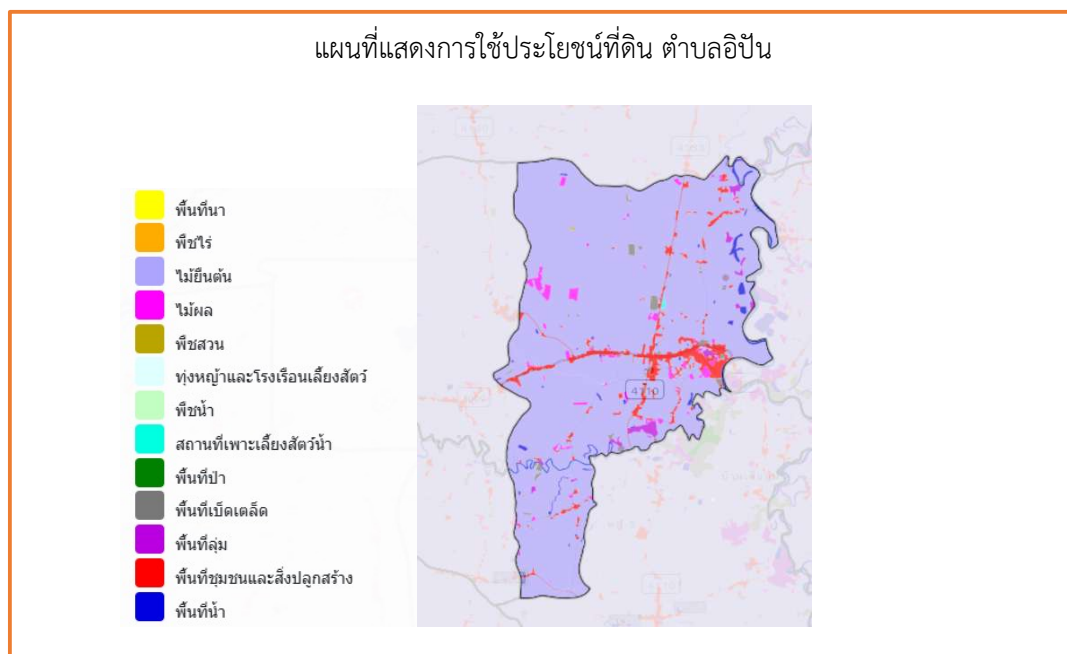 แผนที่แสดงการใช้ประโยชน์ที่ดิน ตำบลอิปัน
พื้นที่นา
พืชไร่
ไม้ยืนต้น
ไม้ผล
พืชสวน
ทุ่งหญ้าและโรงเรือนเลี้ยงสัตว์
พืชน้ำ
สถานที่เพาะเลี้ยงสัตว์น้ำ
พื้นที่ป่า
พื้นที่เบ็ดเตล็ด
พื้นที่ลุ่ม
พื้นที่ชุมชนและสิ่งปลูกสร้าง
พื้นที่น้ำ
4110